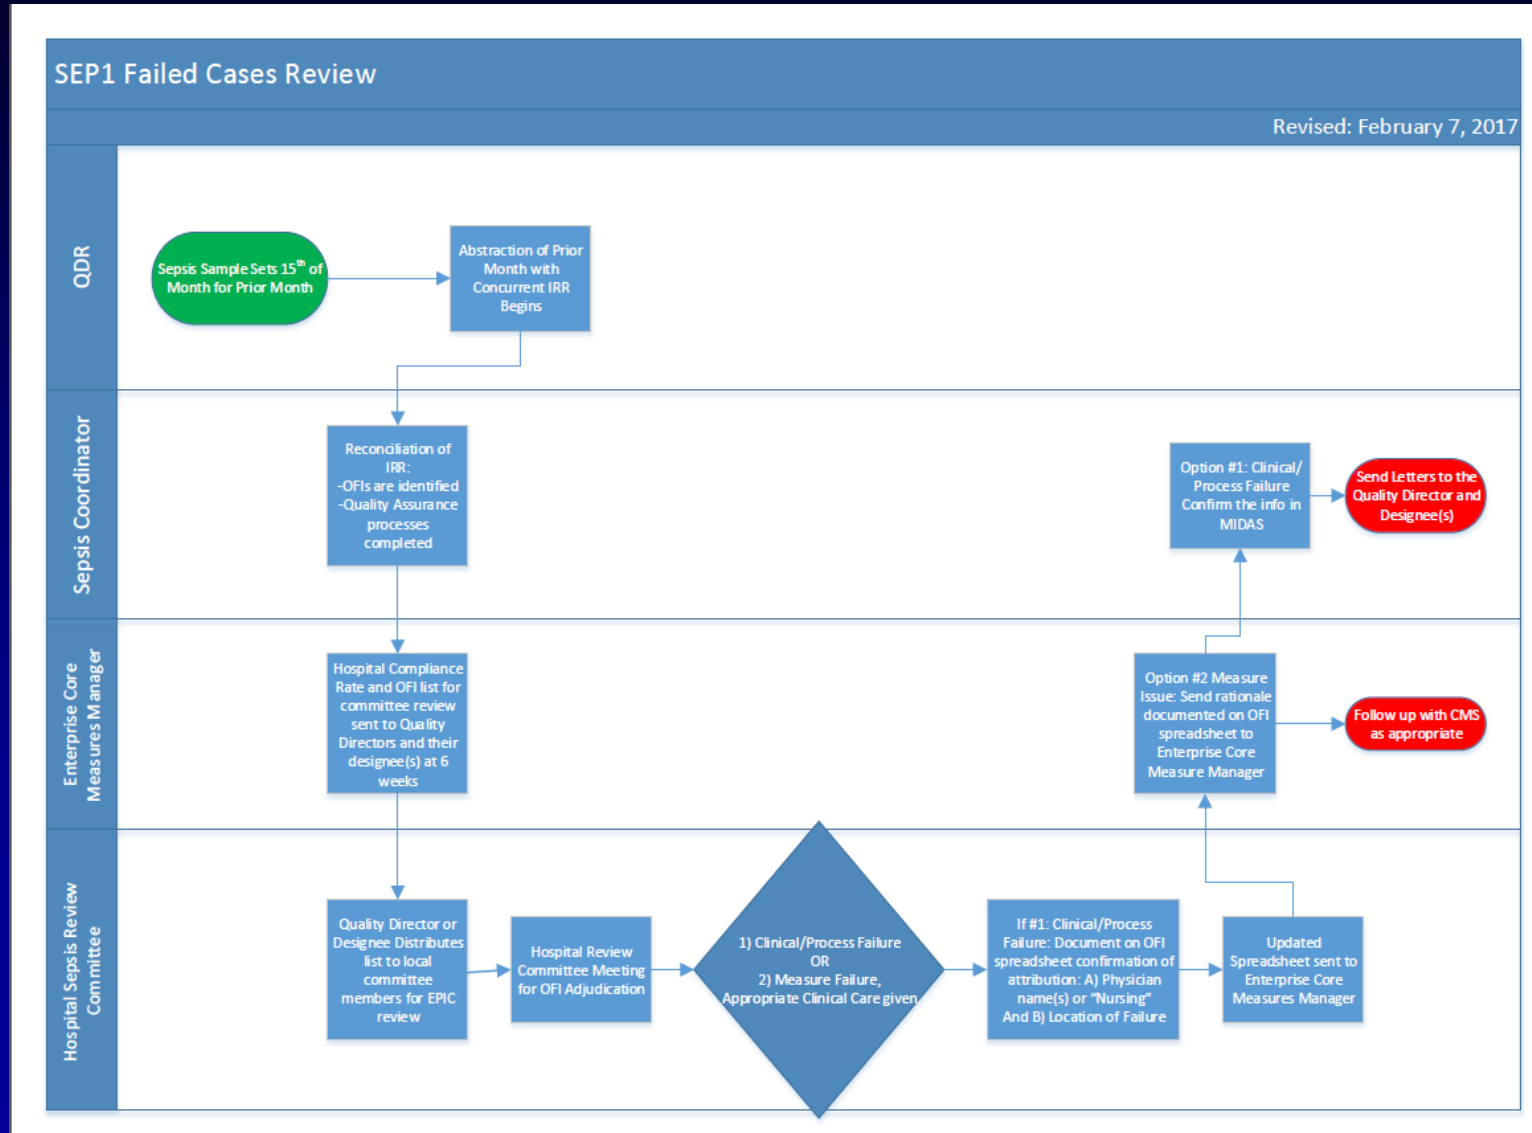 SEP1 Failed Cases Review
Revised: February 7, 2017
QDR
Sepsis Sample Sets 15th of
Month for Prior Month
Abstraction of Prior
Month with
Concurrent IRR
Begins
Sepsis Coordinator
Reconciliation of
IRR:
-OFIs are identified
-Quality Assurance
processes
completed
Option #1: Clinical/
Process Failure
Confirm the info in
MIDAS
Send Letters to the
Quality Director and
Designee(s)
Enterprise Core
Measures Manager
Hospital Compliance
Rate and OFI list for
committee review
sent to Quality
Directors and their
designee(s) at 6
weeks
Option #2 Measure
Issue: Send rationale
documented on OFI
spreadsheet to
Enterprise Core
Measure Manager
Follow up with CMS
as appropriate
Hospital Sepsis Review
Committee
Quality Director or
Designee Distributes
list to local
committee
members for EPIC
review
Hospital Review
Committee Meeting
for OFI Adjudication
1) Clinical/Process Failure
OR
2) Measure Failure,
Appropriate Clinical Care given
If #1: Clinical/Process
Failure: Document on OFI
spreadsheet confirmation of
attribution: A) Physician
name(s) or “Nursing”
And B) Location of Failure
Updated
Spreadsheet sent to
Enterprise Core
Measures Manager